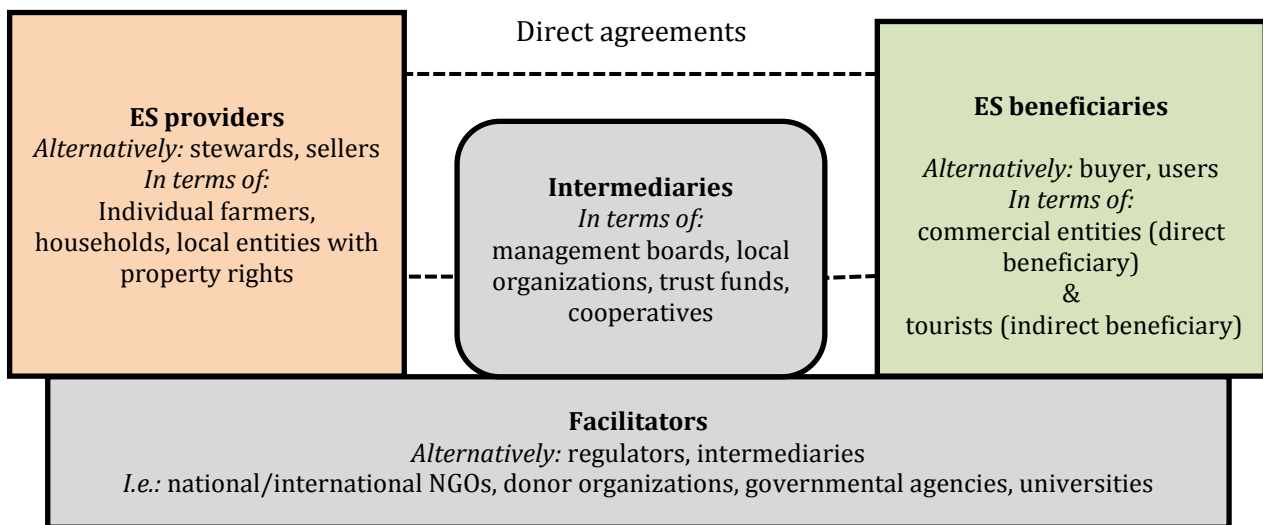 Direct agreements
ES providers
Alternatively: stewards, sellers
In terms of:
Individual farmers,
households, local entities with
property rights
Intermediaries
In terms of:
management boards, local
organizations, trust funds,
cooperatives
ES beneficiaries
Alternatively: buyer, users
In terms of:
commercial entities (direct
beneficiary)
&
tourists (indirect beneficiary)
Facilitators
Alternatively: regulators, intermediaries
I.e.: national/international NGOs, donor organizations, governmental agencies, universities